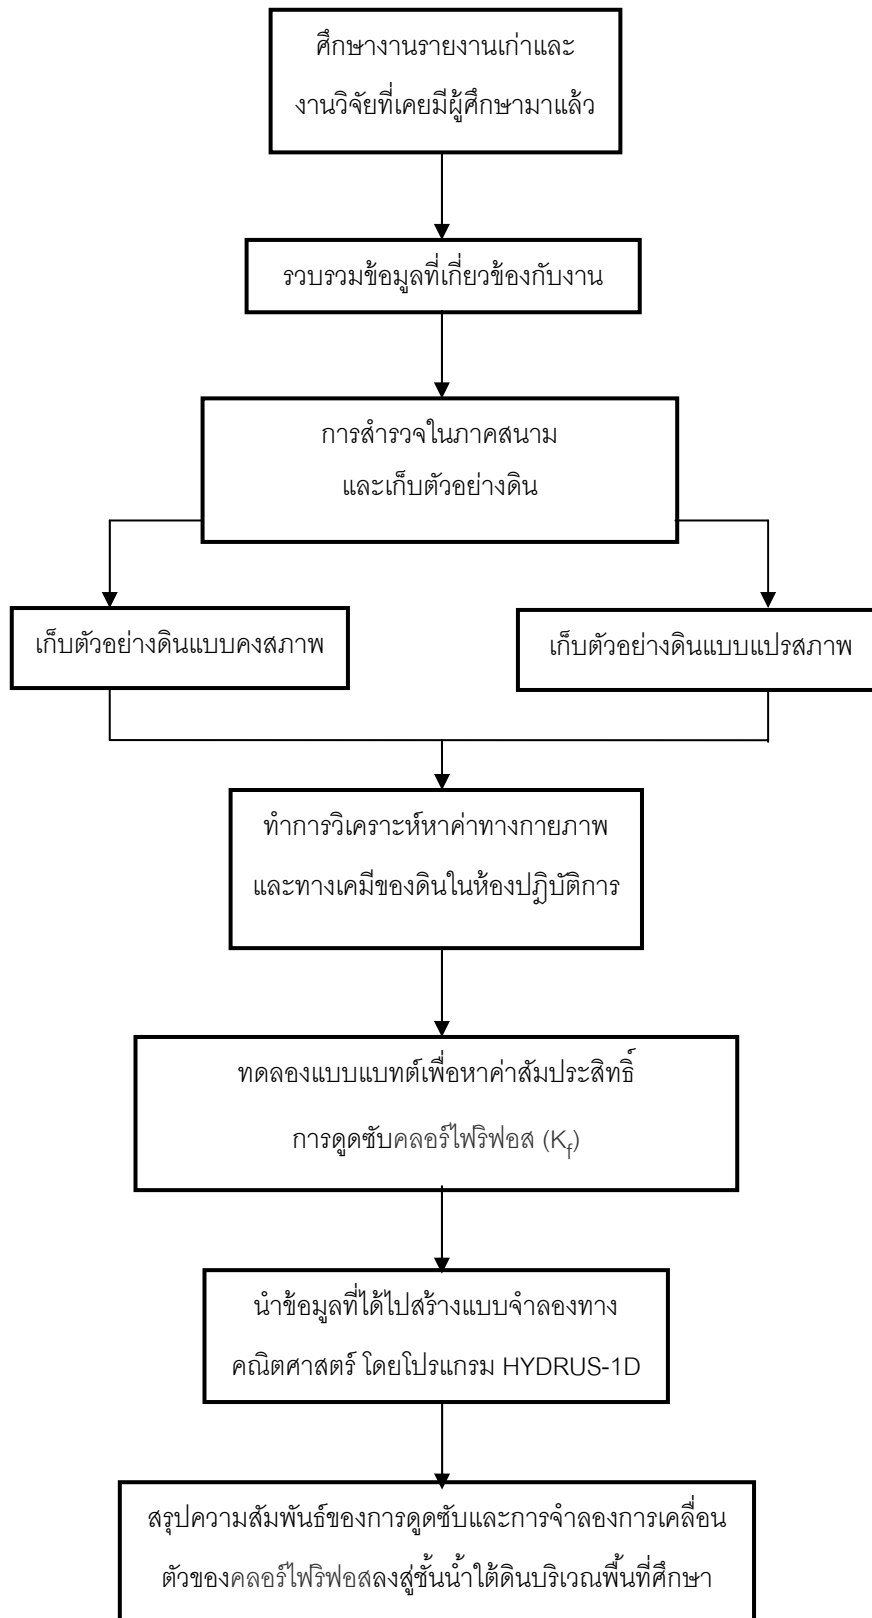 ศึกษางานรายงานเก่าและ
งานวิจัยที่เคยมีผู้ศึกษามาแล้ว
รวบรวมข้อมูลที่เกี่ยวข้องกับงาน
การสำรวจในภาคสนาม
และเก็บตัวอย่างดิน
เก็บตัวอย่างดินแบบคงสภาพ
เก็บตัวอย่างดินแบบแปรสภาพ
ทำการวิเคราะห์หาค่าทางกายภาพ
และทางเคมีของดินในห้องปฏิบัติการ
ทดลองแบบแบทต์เพื่อหาค่าสัมประสิทธิ์
การดูดซับคลอร์ไพริฟอส (K_f)
นำข้อมูลที่ได้ไปสร้างแบบจำลองทาง
คณิตศาสตร์ โดยโปรแกรม HYDRUS-1D
สรุปความสัมพันธ์ของการดูดซับและการจำลองการเคลื่อน
ตัวของคลอร์ไพริฟอสลงสู่ชั้นน้ำใต้ดินบริเวณพื้นที่ศึกษา